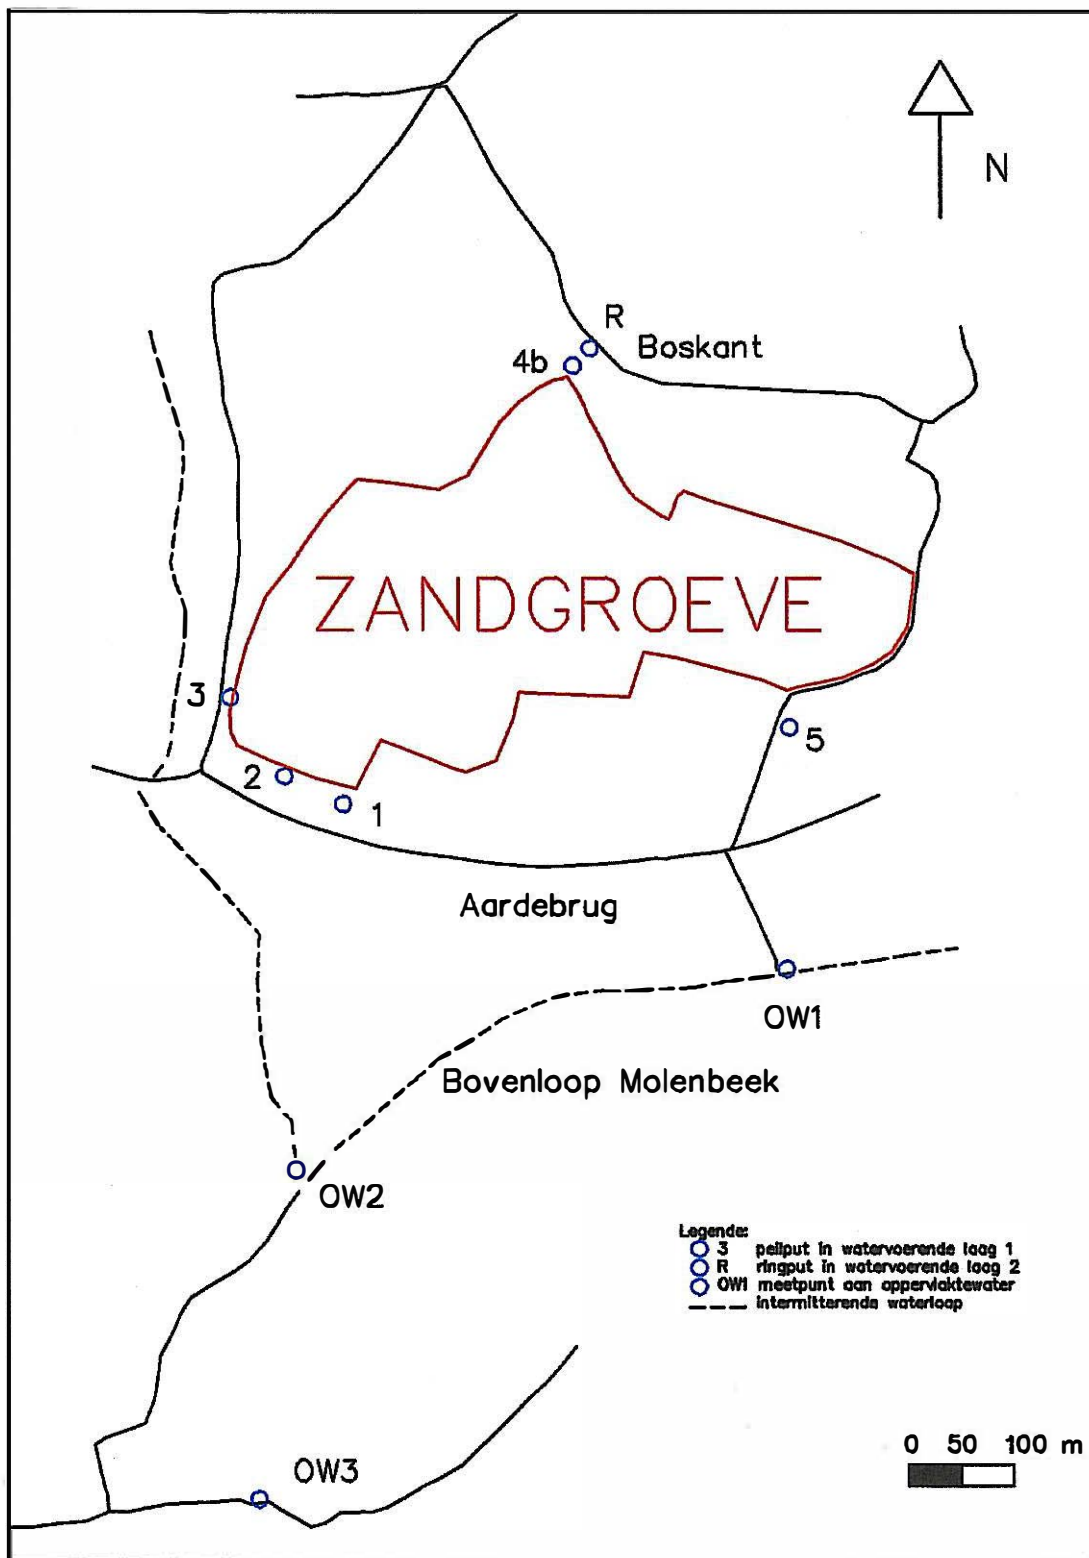 N
R
Boskant
4b
ZANDGROEVE
3
5
2
1
Aardebrug
OW1
Bovenloop Molenbeek
OW2
Legende:
3 peilput in watervoerende laag 1
R ringput in watervoerende laag 2
OW1 meetpunt aan oppervlaktewater
intermitterende waterloop
0 50 100 m
OW3